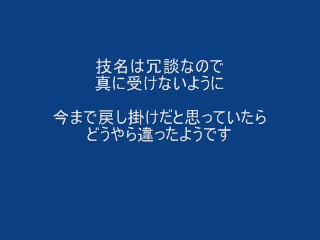 技名は冗談なので
真に受けないように
今まで戻し掛けだと思っていたら
どうやら違ったようです